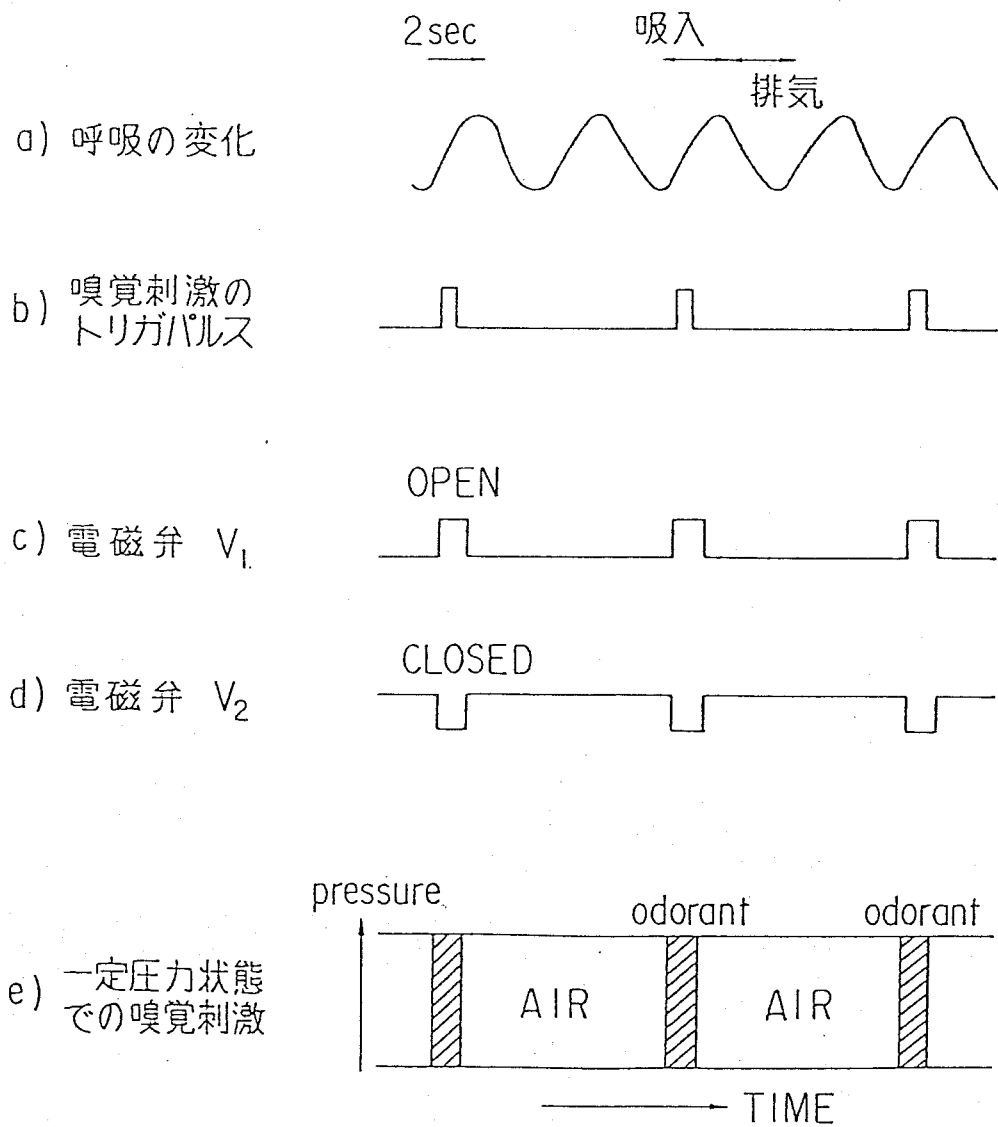 2sec
吸入
排気
a) 呼吸の変化
b) 嗅覚刺激の
トリガパルス
OPEN
c) 電磁弁 V1
CLOSED
d) 電磁弁 V2
pressure
odorant
odorant
e) 一定圧力状態
での嗅覚刺激
AIR
AIR
TIME